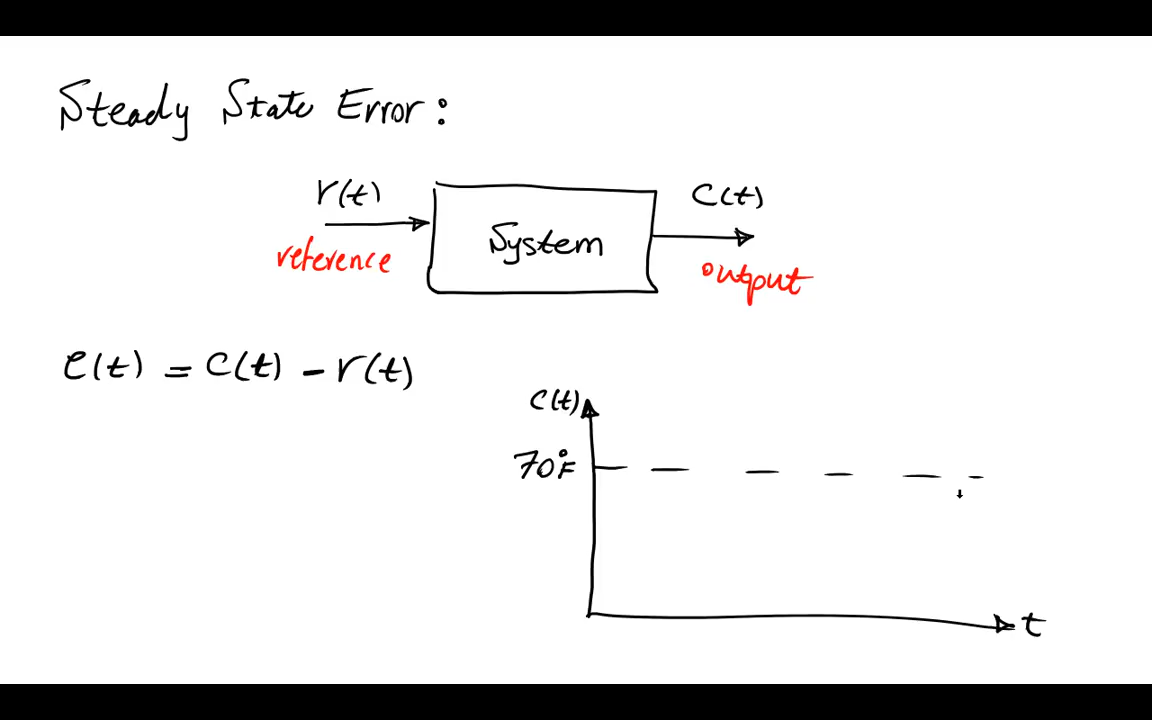 Steady State Error:
r(t)
C(t)
System
reference
output
e(t) = C(t) - r(t)
C(t)
70°F
t